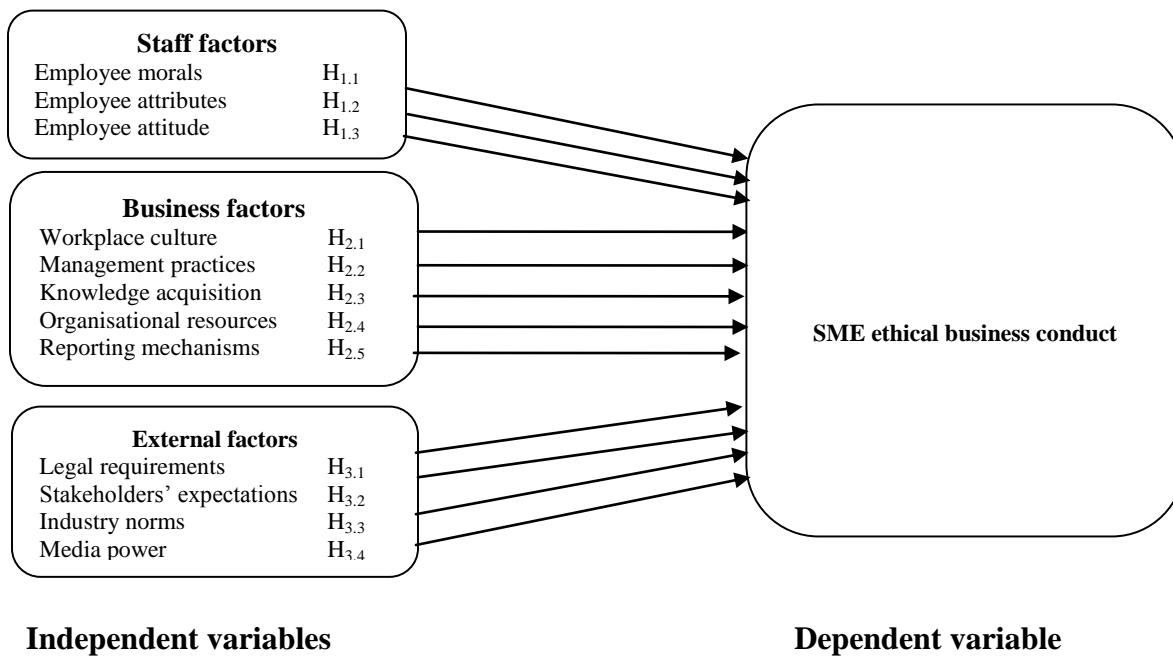 Staff factors
Employee morals H1.1
Employee attributes H1.2
Employee attitude H1.3
Business factors
Workplace culture H2.1
Management practices H2.2
Knowledge acquisition H2.3
Organisational resources H2.4
Reporting mechanisms H2.5
SME ethical business conduct
External factors
Legal requirements H3.1
Stakeholders’ expectations H3.2
Industry norms H3.3
Media power H3.4
Independent variables
Dependent variable